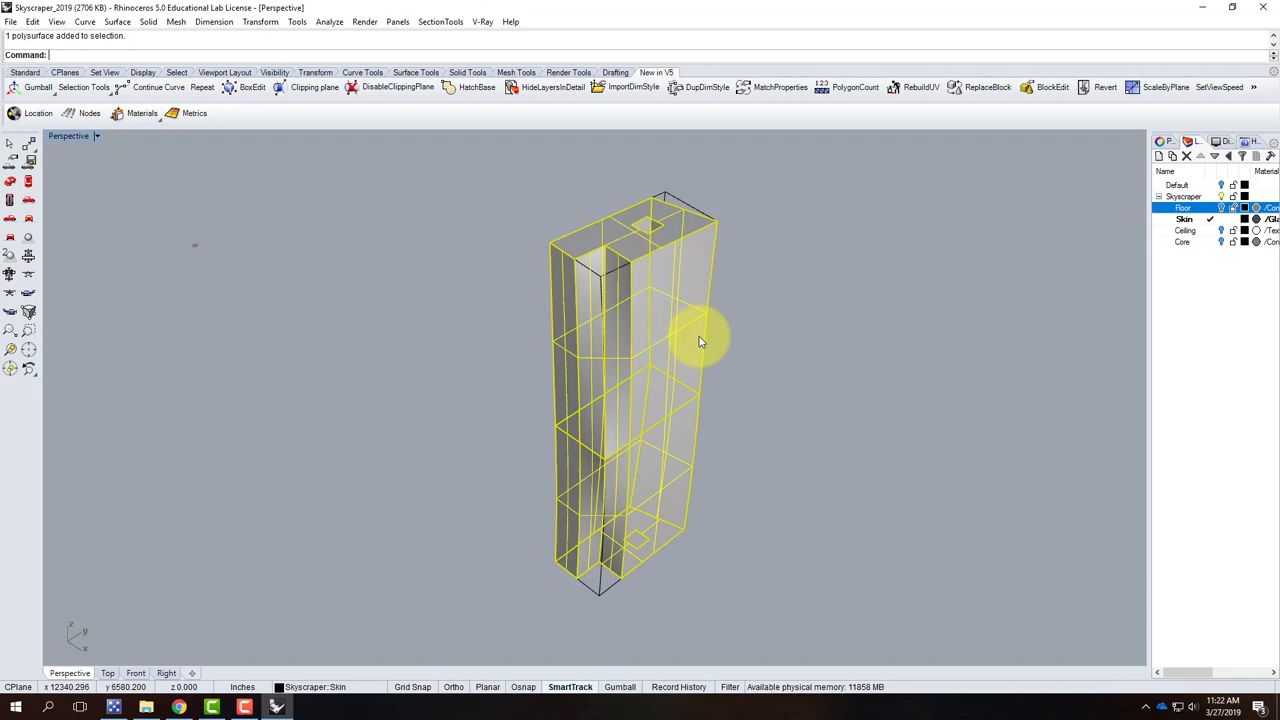 Skyscraper_2019 (2706 KB) - Rhinoceros 5.0 Educational Lab License - [Perspective]
File Edit View Curve Surface Solid Mesh Dimension Transform Tools Analyze Render Panels SectionTools V-Ray Help
1 polysurface added to selection.
Command:
Standard CPlanes Set View Display Select Viewport Layout Visibility Transform Curve Tools Surface Tools Solid Tools Mesh Tools Render Tools Drafting New in V5
Gumball Selection Tools Continue Curve Repeat BoxEdit Clipping plane DisableClippingPlane HatchBase HideLayersInDetail ImportDimStyle DupDimStyle MatchProperties PolygonCount RebuildUV ReplaceBlock BlockEdit Revert ScaleByPlane SetViewSpeed »
Location Nodes Materials Metrics
Perspective
P... L... Di... H...
Name Material
Default
Skyscraper
Floor /Con
Skin /Gla
Ceiling /Tex
Core /Con
z
y
x
Perspective Top Front Right
CPlane x 12340.296 y 6580.200 z 0.000 Inches Skyscraper::Skin Grid Snap Ortho Planar Osnap SmartTrack Gumball Record History Filter Available physical memory: 11858 MB
11:22 AM
3/27/2019